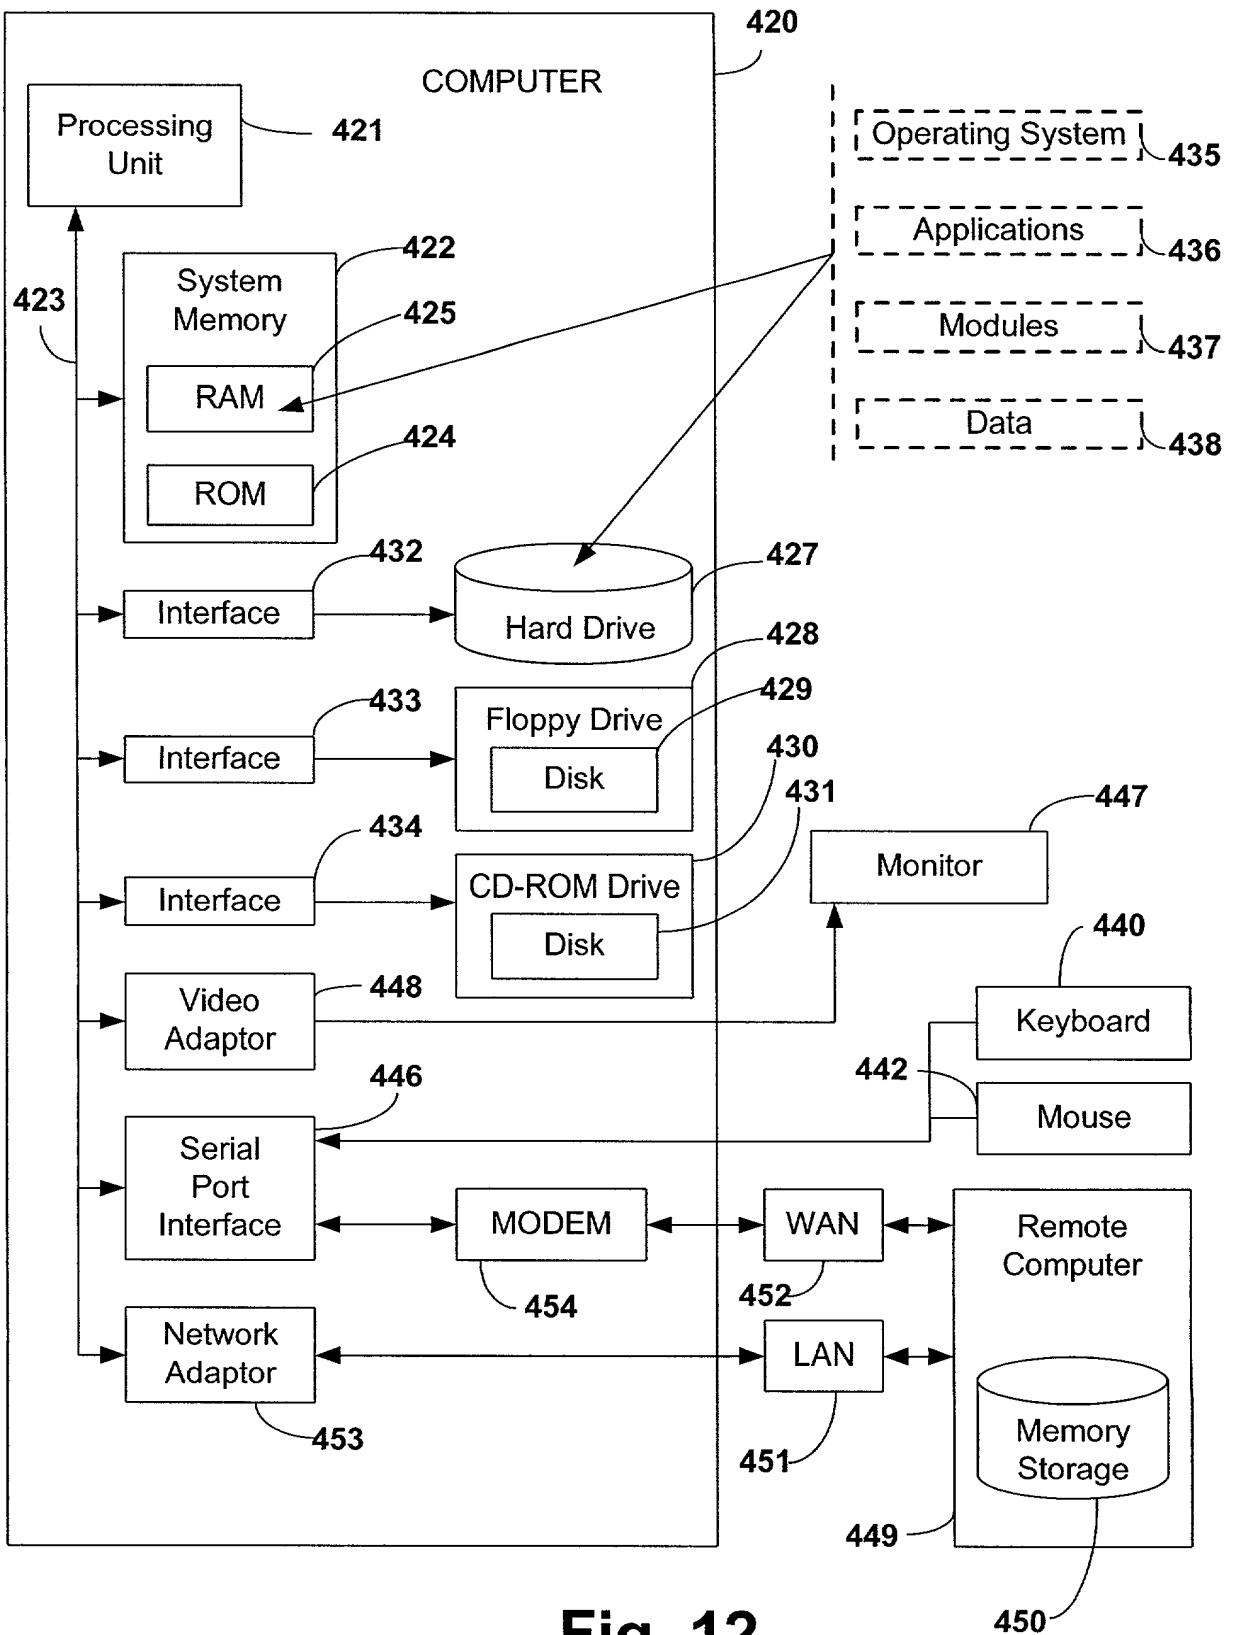 420
COMPUTER
Processing
Unit
421
Operating System
435
Applications
436
Modules
437
Data
438
423
422
System
Memory
425
RAM
424
ROM
432
Interface
427
Hard Drive
428
433
429
Floppy Drive
Interface
Disk
430
431
434
447
Monitor
CD-ROM Drive
Interface
Disk
440
448
Video
Adaptor
Keyboard
442
446
Mouse
Serial
Port
Interface
MODEM
WAN
Remote
Computer
454
452
Network
Adaptor
LAN
453
451
Memory
Storage
449
450
Fig. 12